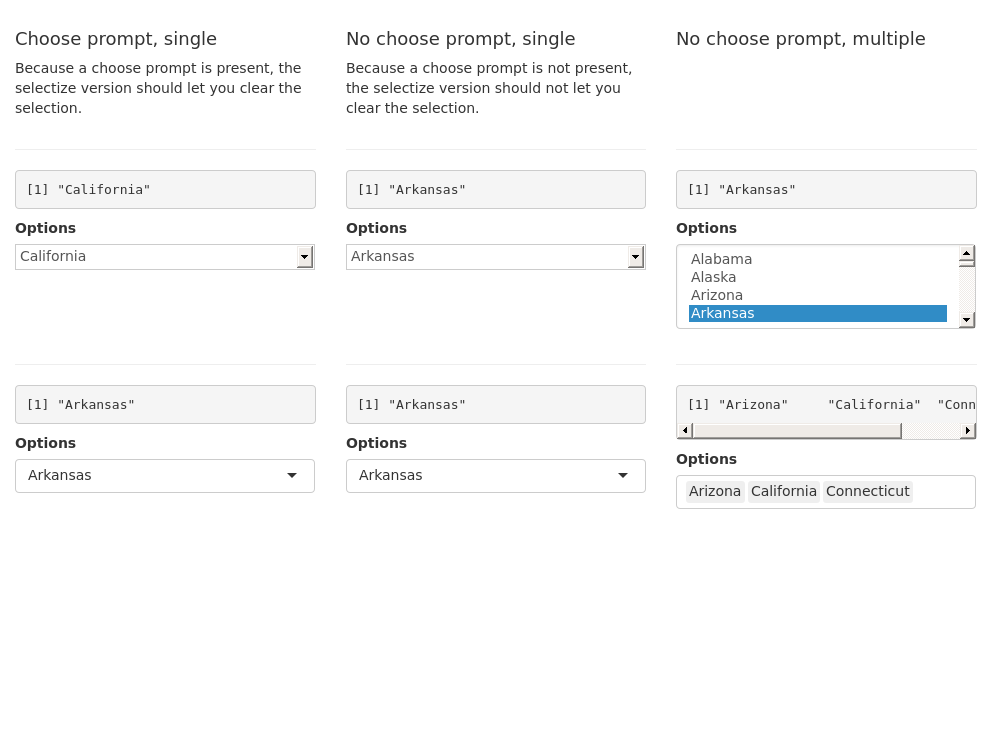 Choose prompt, single
Because a choose prompt is present, the
selectize version should let you clear the
selection.
[1] "California"
Options
California
[1] "Arkansas"
Options
Arkansas
No choose prompt, single
Because a choose prompt is not present,
the selectize version should not let you
clear the selection.
[1] "Arkansas"
Options
Arkansas
[1] "Arkansas"
Options
Arkansas
No choose prompt, multiple
[1] "Arkansas"
Options
Alabama
Alaska
Arizona
Arkansas
[1] "Arizona"     "California"  "Conn
Options
Arizona California Connecticut